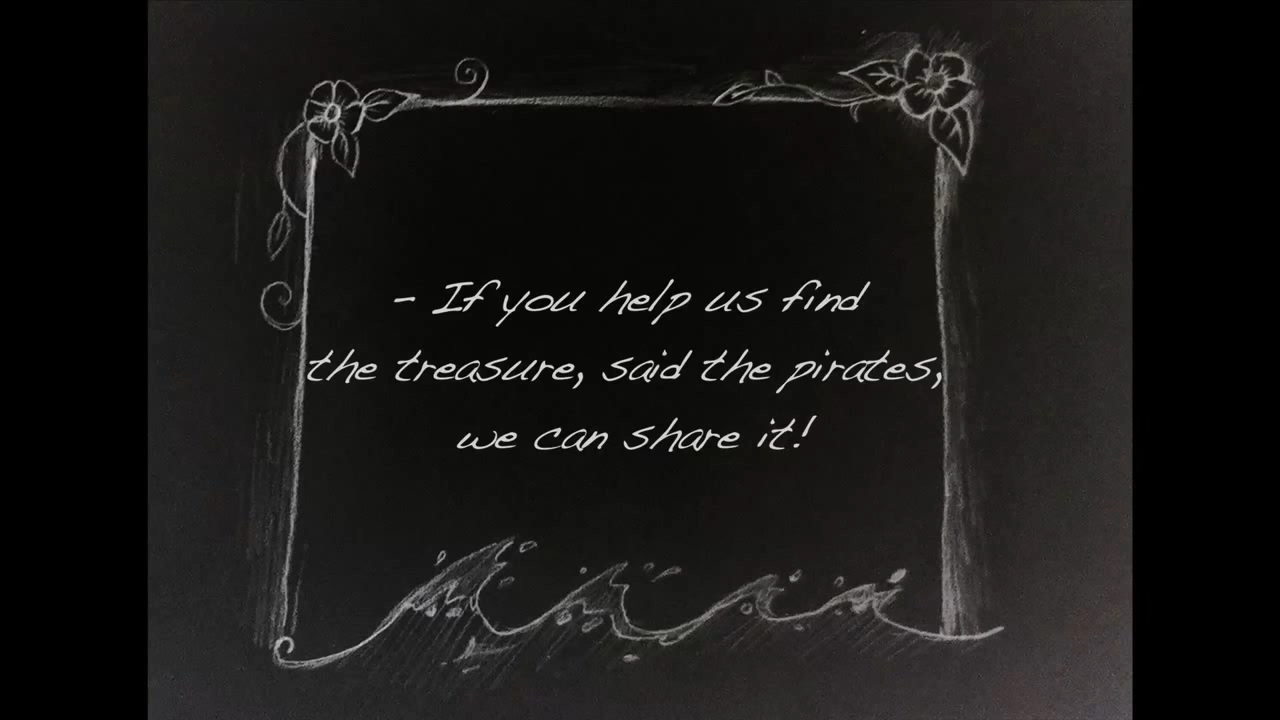 - If you help us find
the treasure, said the pirates,
we can share it!